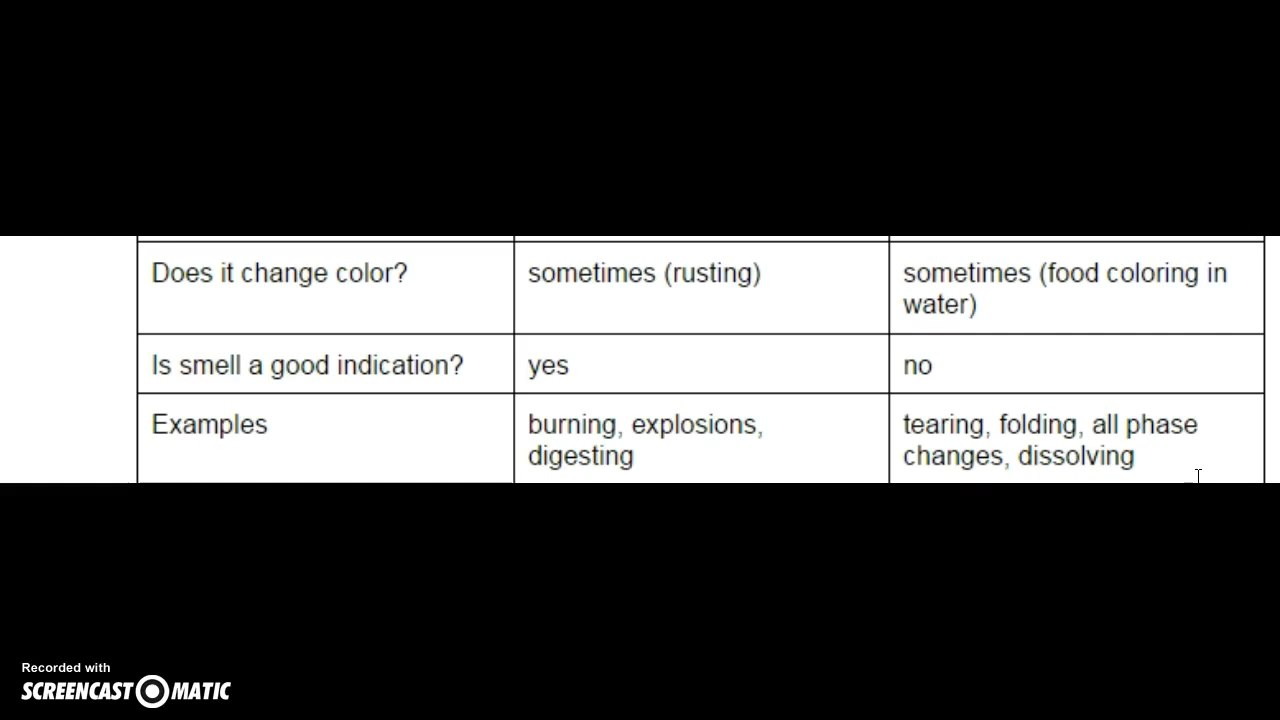 Does it change color? sometimes (rusting) sometimes (food coloring in
water)
Is smell a good indication? yes no
Examples burning, explosions, tearing, folding, all phase
digesting changes, dissolving
Recorded with
SCREENCAST MATIC